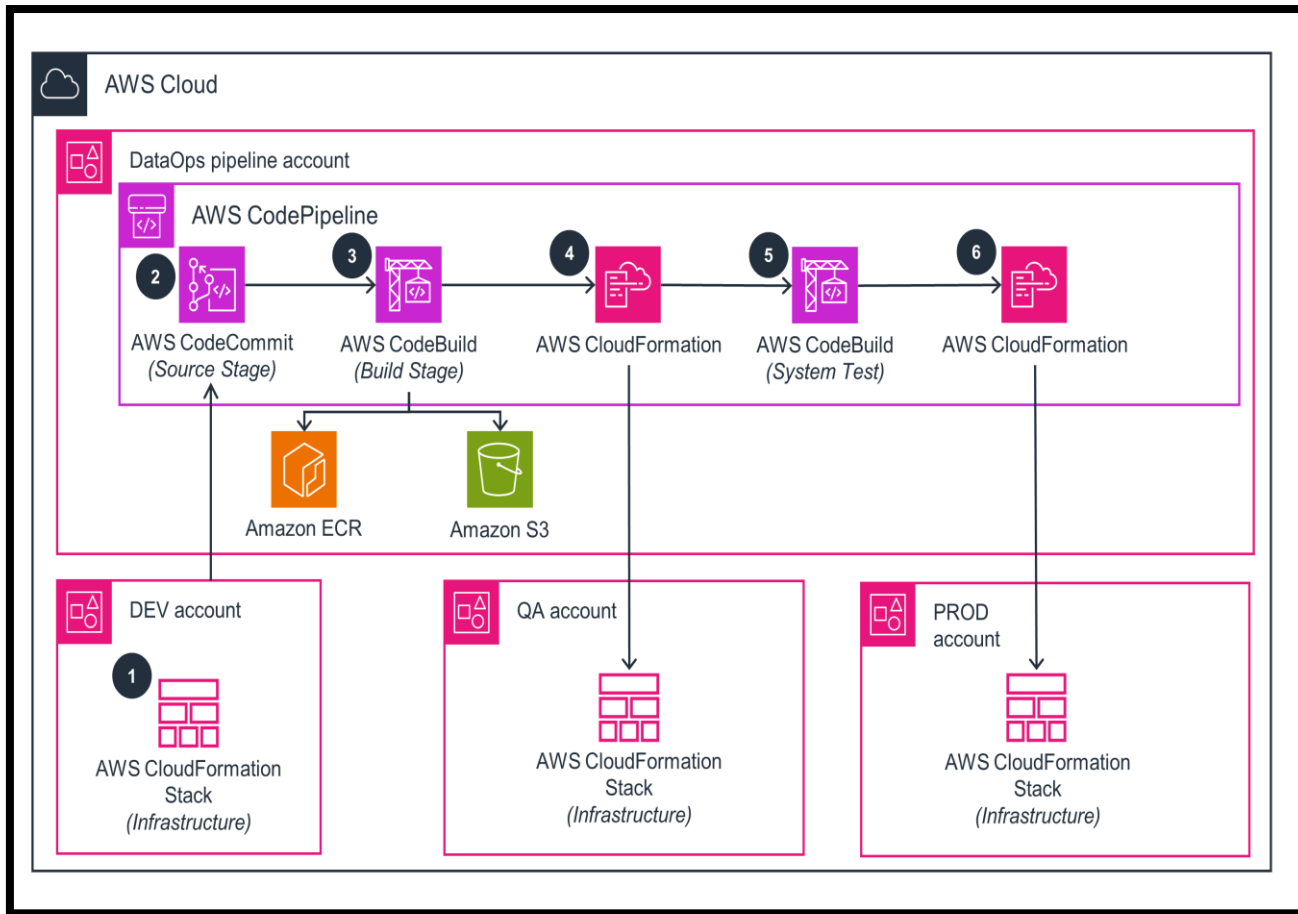 AWS Cloud
DataOps pipeline account
AWS CodePipeline
2
3
4
5
6
AWS CodeCommit
(Source Stage)
AWS CodeBuild
(Build Stage)
AWS CloudFormation
AWS CodeBuild
(System Test)
AWS CloudFormation
Amazon ECR
Amazon S3
DEV account
1
AWS CloudFormation
Stack
(Infrastructure)
QA account
AWS CloudFormation
Stack
(Infrastructure)
PROD
account
AWS CloudFormation
Stack
(Infrastructure)